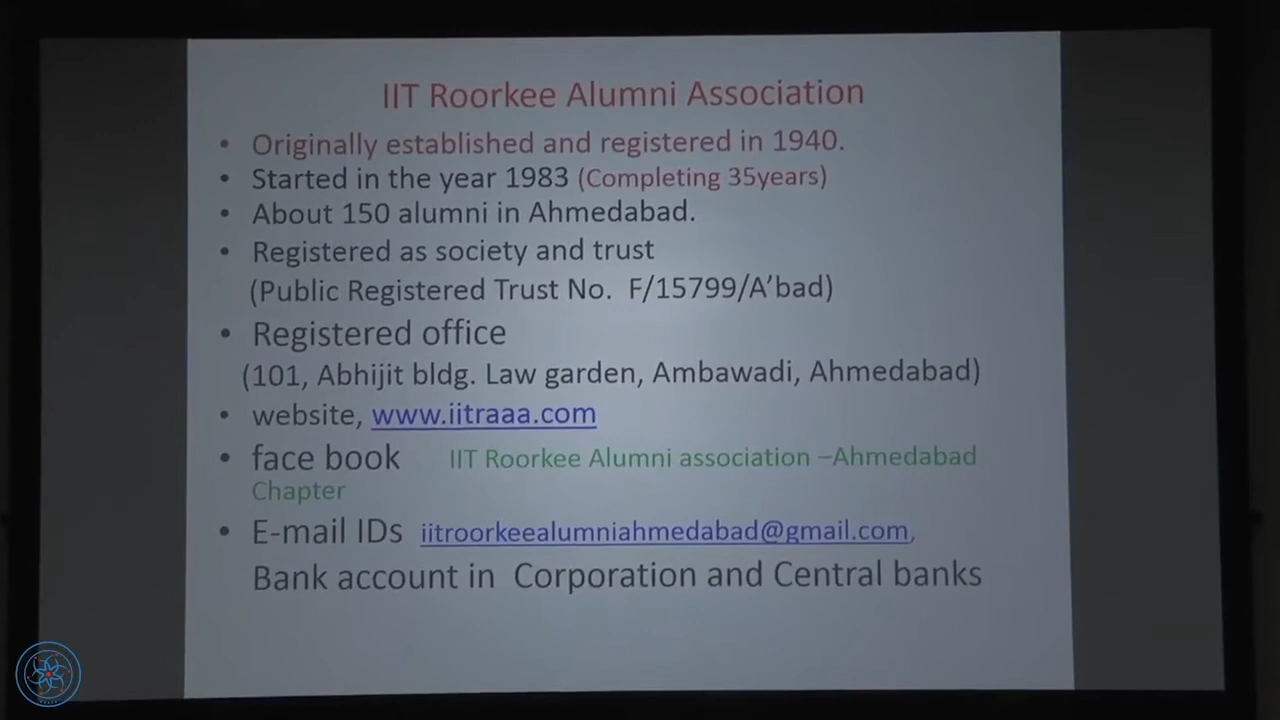 IIT Roorkee Alumni Association
• Originally established and registered in 1940.
• Started in the year 1983 (Completing 35years)
• About 150 alumni in Ahmedabad.
• Registered as society and trust
(Public Registered Trust No. F/15799/A’bad)
• Registered office
(101, Abhijit bldg. Law garden, Ambawadi, Ahmedabad)
• website, www.iitraaa.com
• face book IIT Roorkee Alumni association –Ahmedabad
Chapter
• E-mail IDs iitroorkeealumniahmedabad@gmail.com,
Bank account in Corporation and Central banks